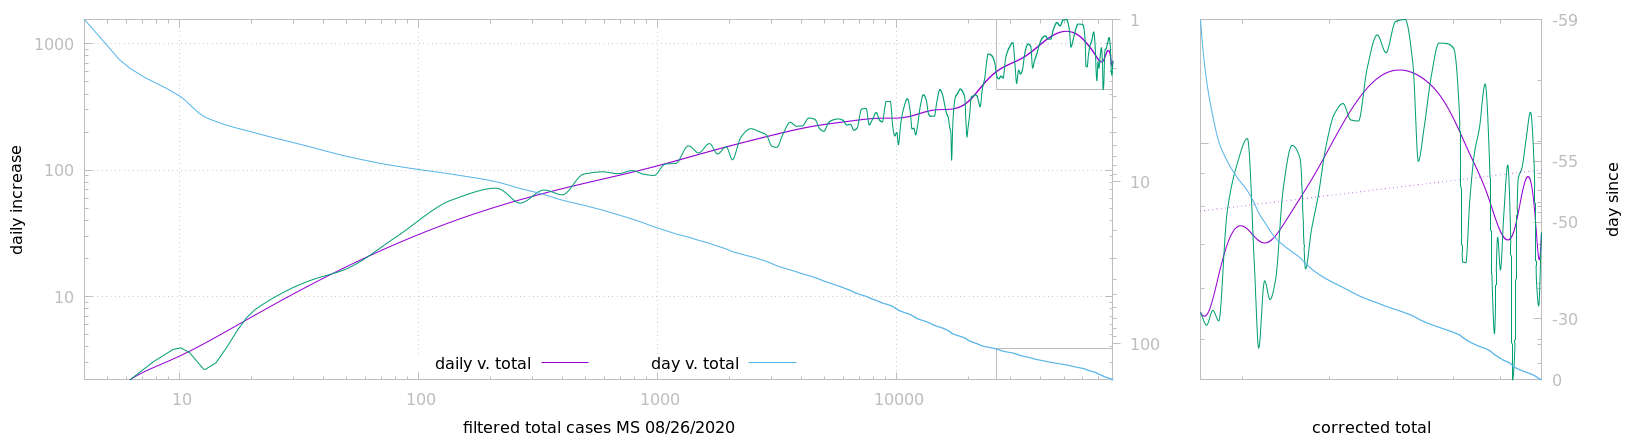 1000
100
10
daily increase
10
100
1000
10000
filtered total cases MS 08/26/2020
daily v. total
day v. total
1
10
100
-59
-55
-50
-30
0
day since
corrected total